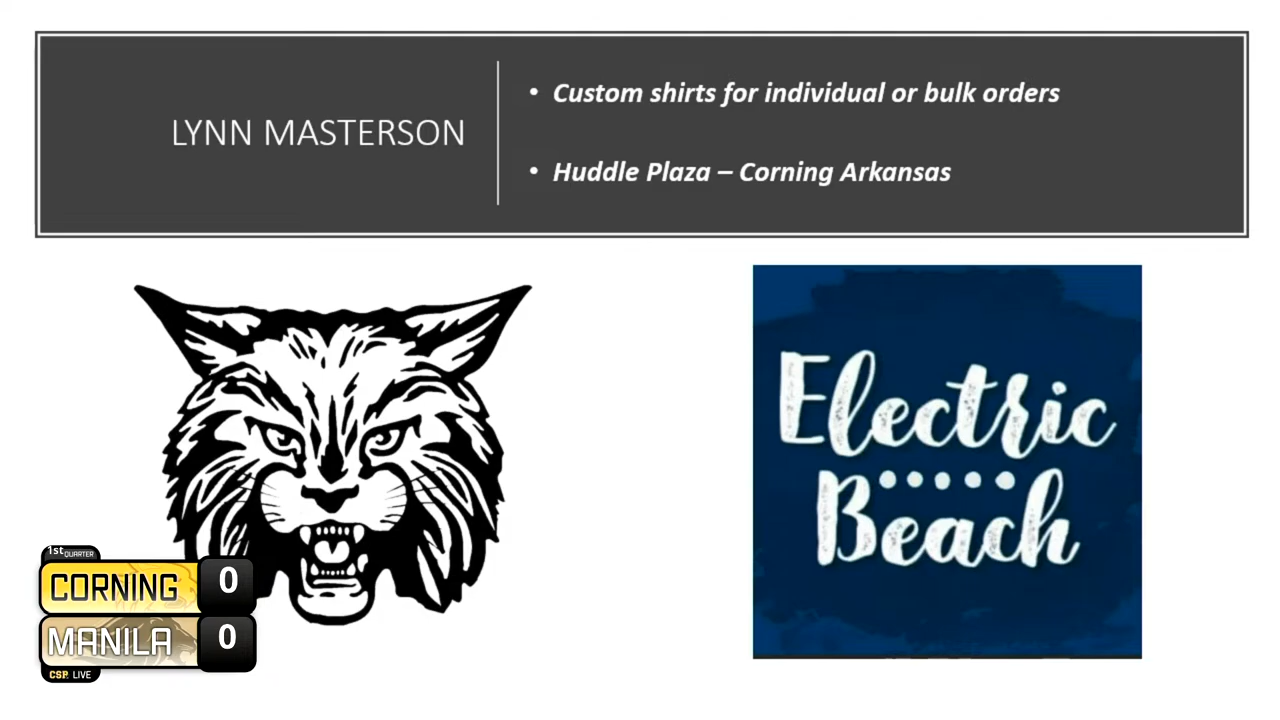 LYNN MASTERSON
• Custom shirts for individual or bulk orders
• Huddle Plaza – Corning Arkansas
Electric
Beach
1st QUARTER
CORNING 0
MANILA 0
CSP. LIVE